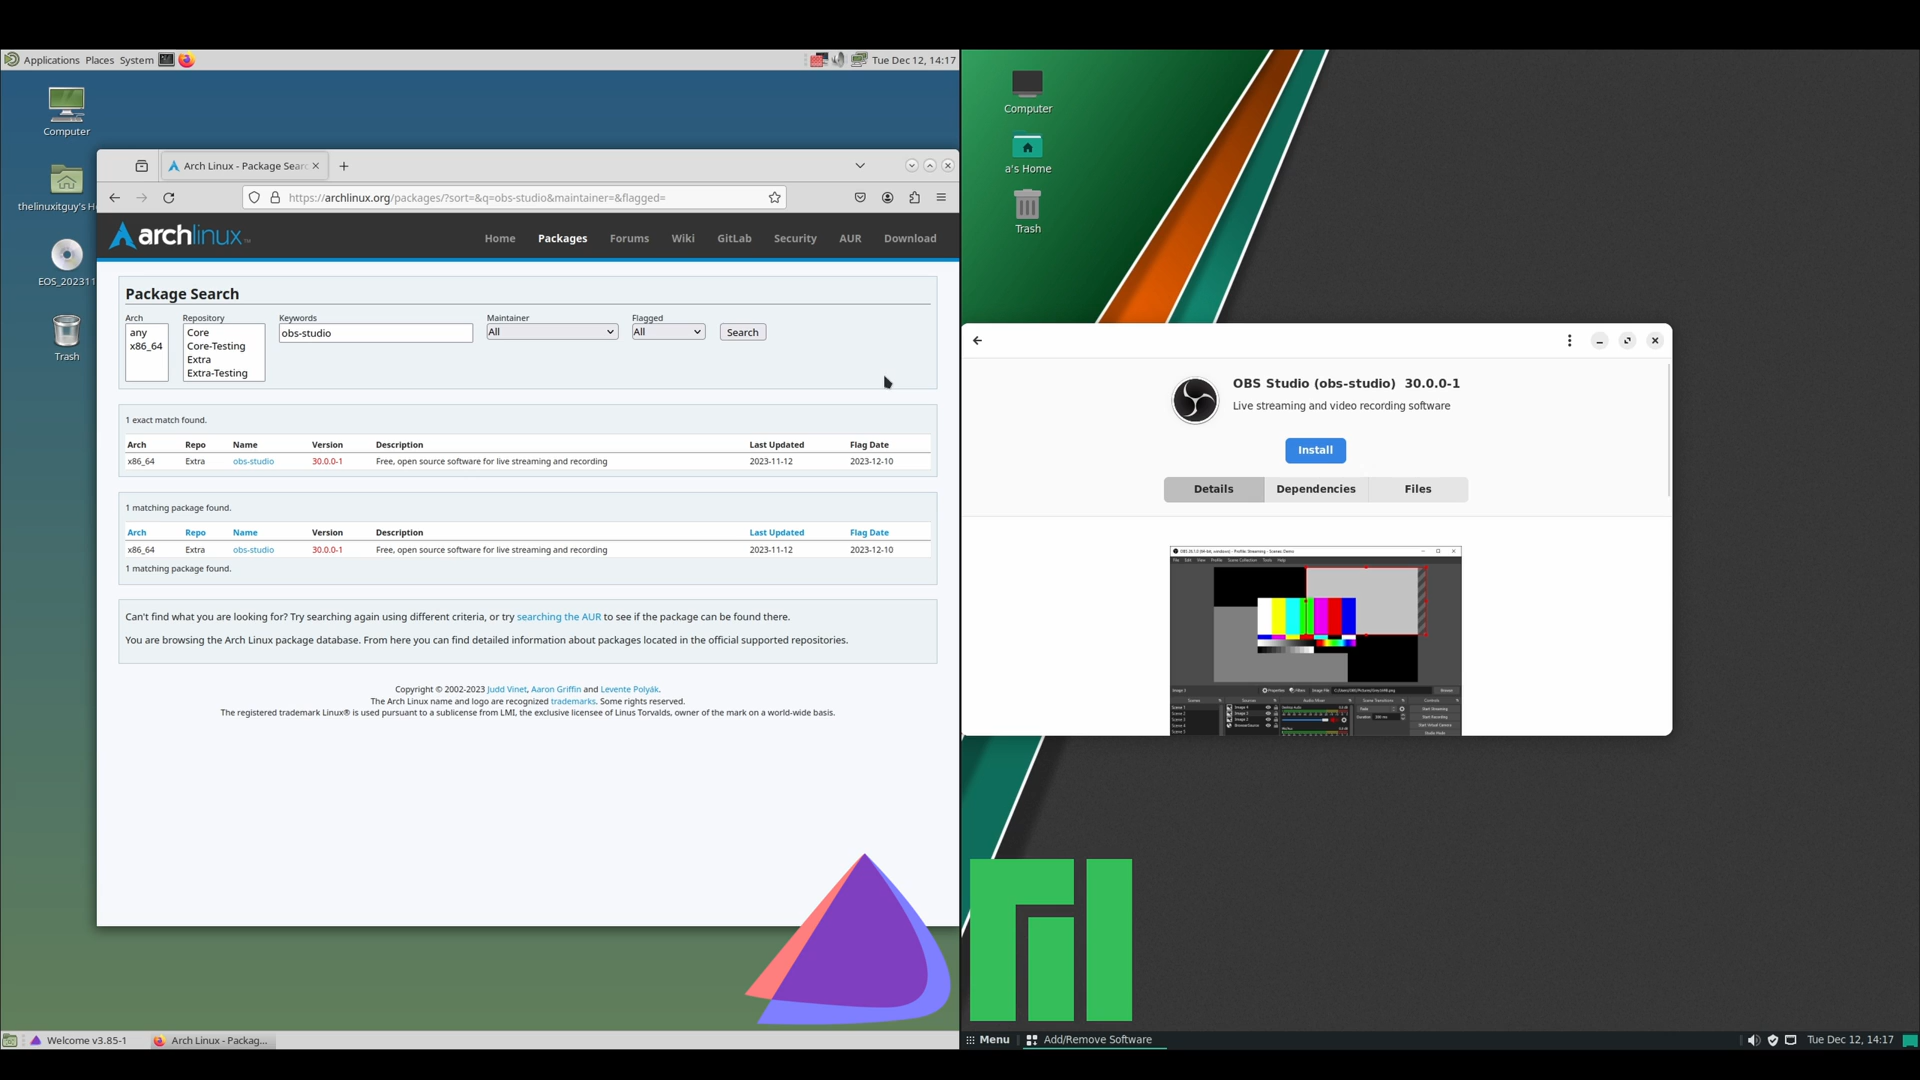 Applications Places System
Tue Dec 12, 14:17
Computer
thelinuxitguy's H
EOS_202311
Trash
Arch Linux - Package Searc
https://archlinux.org/packages/?sort=&q=obs-studio&maintainer=&flagged=
archlinux™
Home Packages Forums Wiki GitLab Security AUR Download
Package Search
Arch Repository Keywords Maintainer Flagged
any
x86_64
Core
Core-Testing
Extra
Extra-Testing
obs-studio
All
All
Search
1 exact match found.
Arch Repo Name Version Description Last Updated Flag Date
x86_64 Extra obs-studio 30.0.0-1 Free, open source software for live streaming and recording 2023-11-12 2023-12-10
1 matching package found.
Arch Repo Name Version Description Last Updated Flag Date
x86_64 Extra obs-studio 30.0.0-1 Free, open source software for live streaming and recording 2023-11-12 2023-12-10
1 matching package found.
Can't find what you are looking for? Try searching again using different criteria, or try searching the AUR to see if the package can be found there.
You are browsing the Arch Linux package database. From here you can find detailed information about packages located in the official supported repositories.
Copyright © 2002-2023 Judd Vinet, Aaron Griffin and Levente Polyák.
The Arch Linux name and logo are recognized trademarks. Some rights reserved.
The registered trademark Linux® is used pursuant to a sublicense from LMI, the exclusive licensee of Linus Torvalds, owner of the mark on a world-wide basis.
Welcome v3.85-1
Arch Linux - Packag...
Computer
a's Home
Trash
OBS Studio (obs-studio) 30.0.0-1
Live streaming and video recording software
Install
Details Dependencies Files
Menu
Add/Remove Software
Tue Dec 12, 14:17